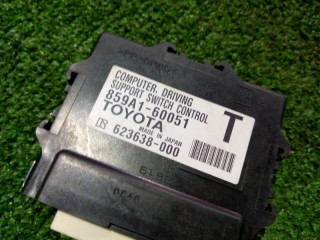 COMPUTER, DRIVING
SUPPORT SWITCH CONTROL
859A1-60051
T
TOYOTA
MADE IN JAPAN
623638-000